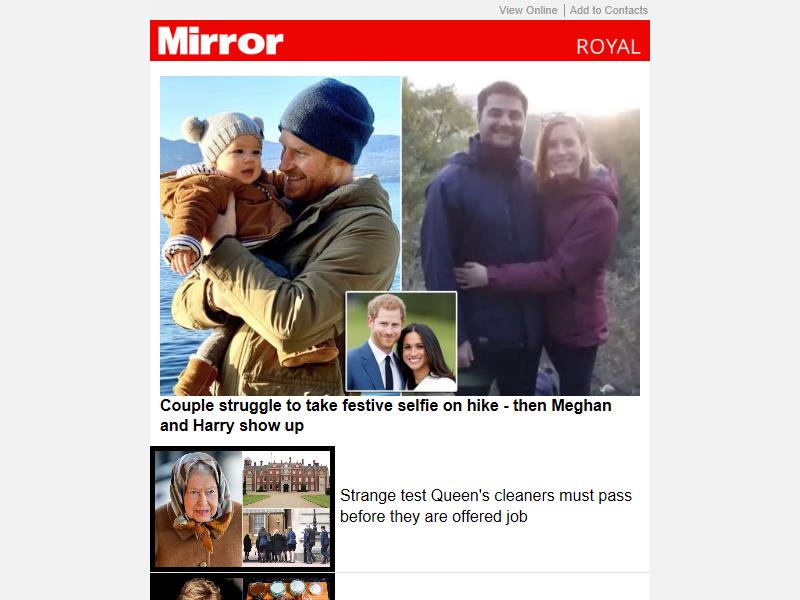 View Online | Add to Contacts
Mirror
ROYAL
Couple struggle to take festive selfie on hike - then Meghan
and Harry show up
Strange test Queen's cleaners must pass
before they are offered job